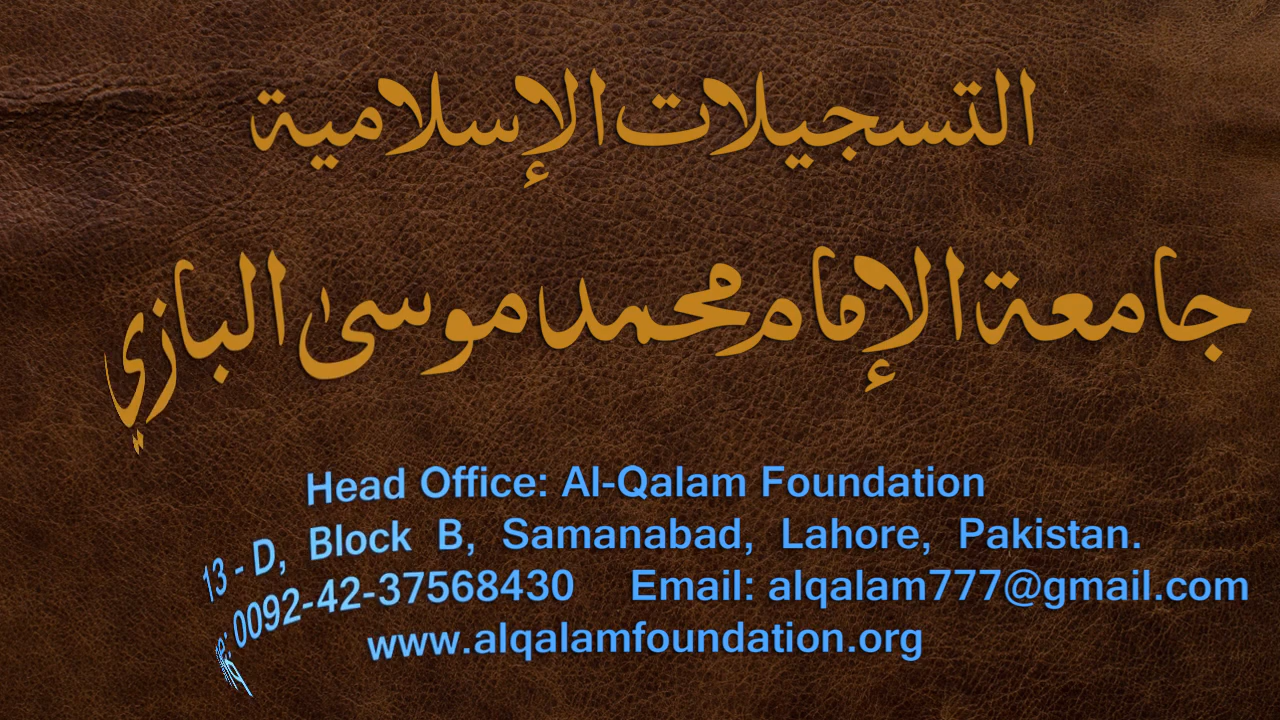 التسجيلات الإسلامية
جامعة الإمام محمد موسىٰ البازي
Head Office: Al-Qalam Foundation
13 - D, Block B, Samanabad, Lahore, Pakistan.
0092-42-37568430 Email: alqalam777@gmail.com
www.alqalamfoundation.org